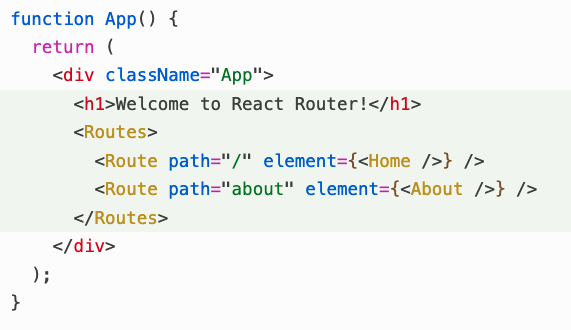 function App() {
  return (
    <div className="App">
      <h1>Welcome to React Router!</h1>
      <Routes>
        <Route path="/" element={<Home />} />
        <Route path="about" element={<About />} />
      </Routes>
    </div>
  );
}